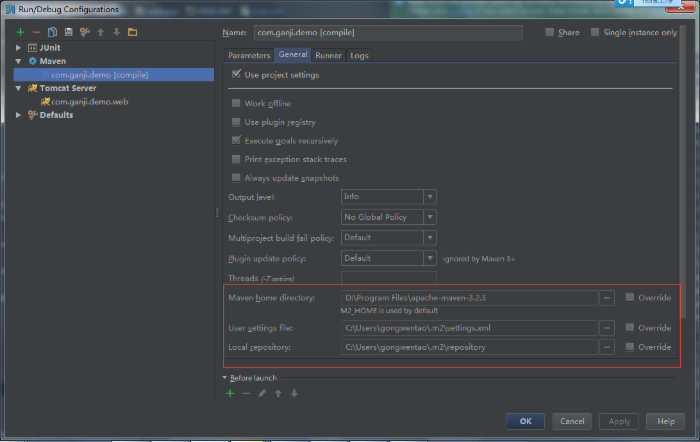 Run/Debug Configurations
Name: com.ganji.demo [compile] Share Single instance only
JUnit
Maven
com.ganji.demo [compile]
Tomcat Server
com.ganji.demo.web
Defaults
Parameters General Runner Logs
Use project settings
Work offline
Use plugin registry
Execute goals recursively
Print exception stack traces
Always update snapshots
Output level: Info
Checksum policy: No Global Policy
Multiproject build fail policy: Default
Plugin update policy: Default ignored by Maven 3+
Threads (-T option)
Maven home directory: D:\Program Files\apache-maven-3.2.3 ... Override
M2_HOME is used by default
User settings file: C:\Users\gongwentao\.m2\settings.xml ... Override
Local repository: C:\Users\gongwentao\.m2\repository ... Override
Before launch
OK Cancel Apply Help